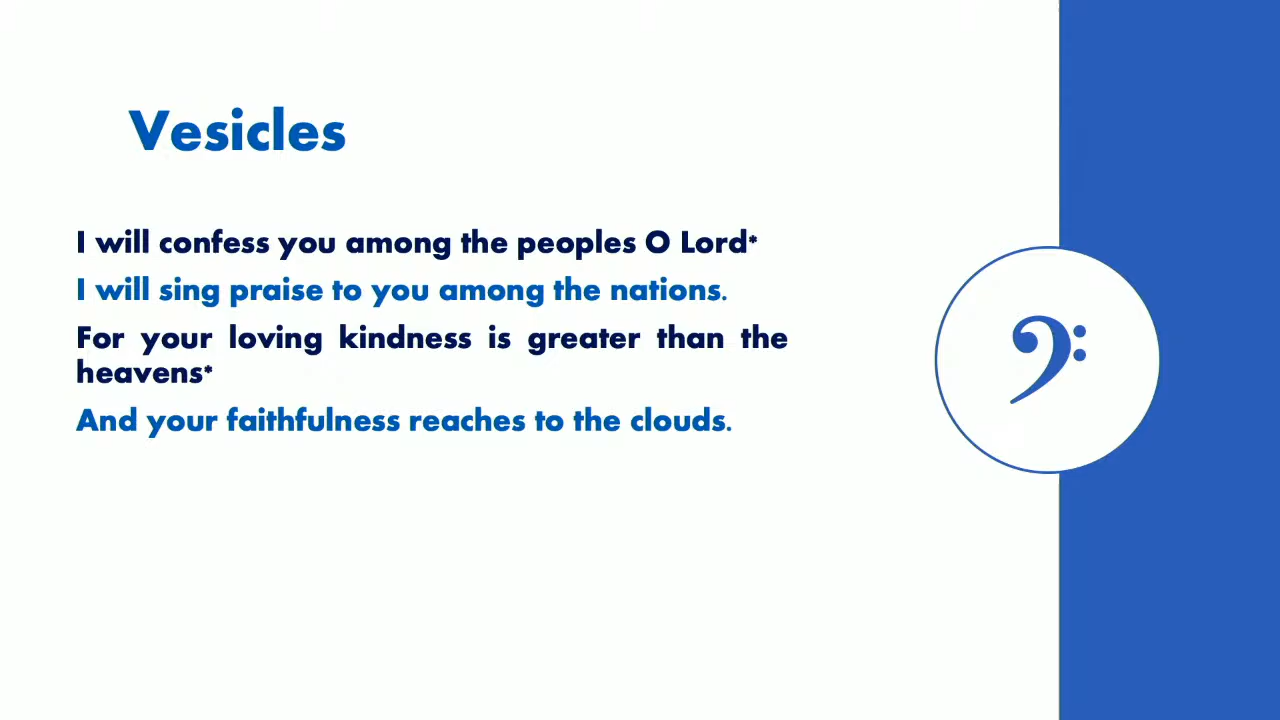 Vesicles
I will confess you among the peoples O Lord*
I will sing praise to you among the nations.
For your loving kindness is greater than the
heavens*
And your faithfulness reaches to the clouds.